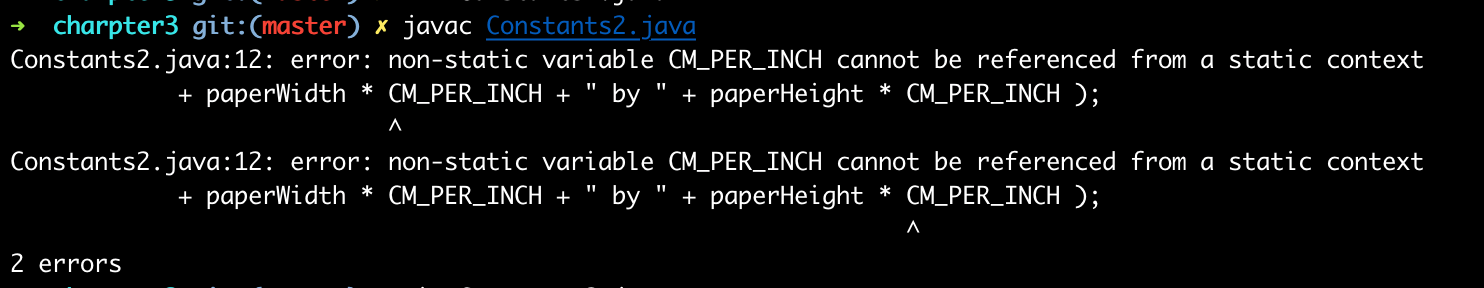 ➜  charpter3 git:(master) ✗ javac Constants2.java
Constants2.java:12: error: non-static variable CM_PER_INCH cannot be referenced from a static context
            + paperWidth * CM_PER_INCH + " by " + paperHeight * CM_PER_INCH );
                           ^
Constants2.java:12: error: non-static variable CM_PER_INCH cannot be referenced from a static context
            + paperWidth * CM_PER_INCH + " by " + paperHeight * CM_PER_INCH );
                                                                ^
2 errors